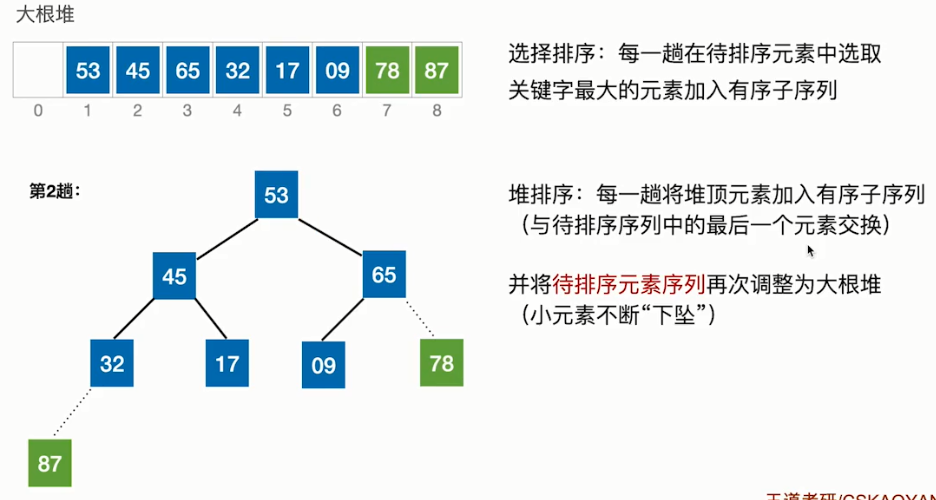 大根堆
53 45 65 32 17 09 78 87
0 1 2 3 4 5 6 7 8
选择排序：每一趟在待排序元素中选取
关键字最大的元素加入有序子序列
第2趟：
53
45 65
32 17 09 78
87
堆排序：每一趟将堆顶元素加入有序子序列
（与待排序序列中的最后一个元素交换）
并将待排序元素序列再次调整为大根堆
（小元素不断“下坠”）